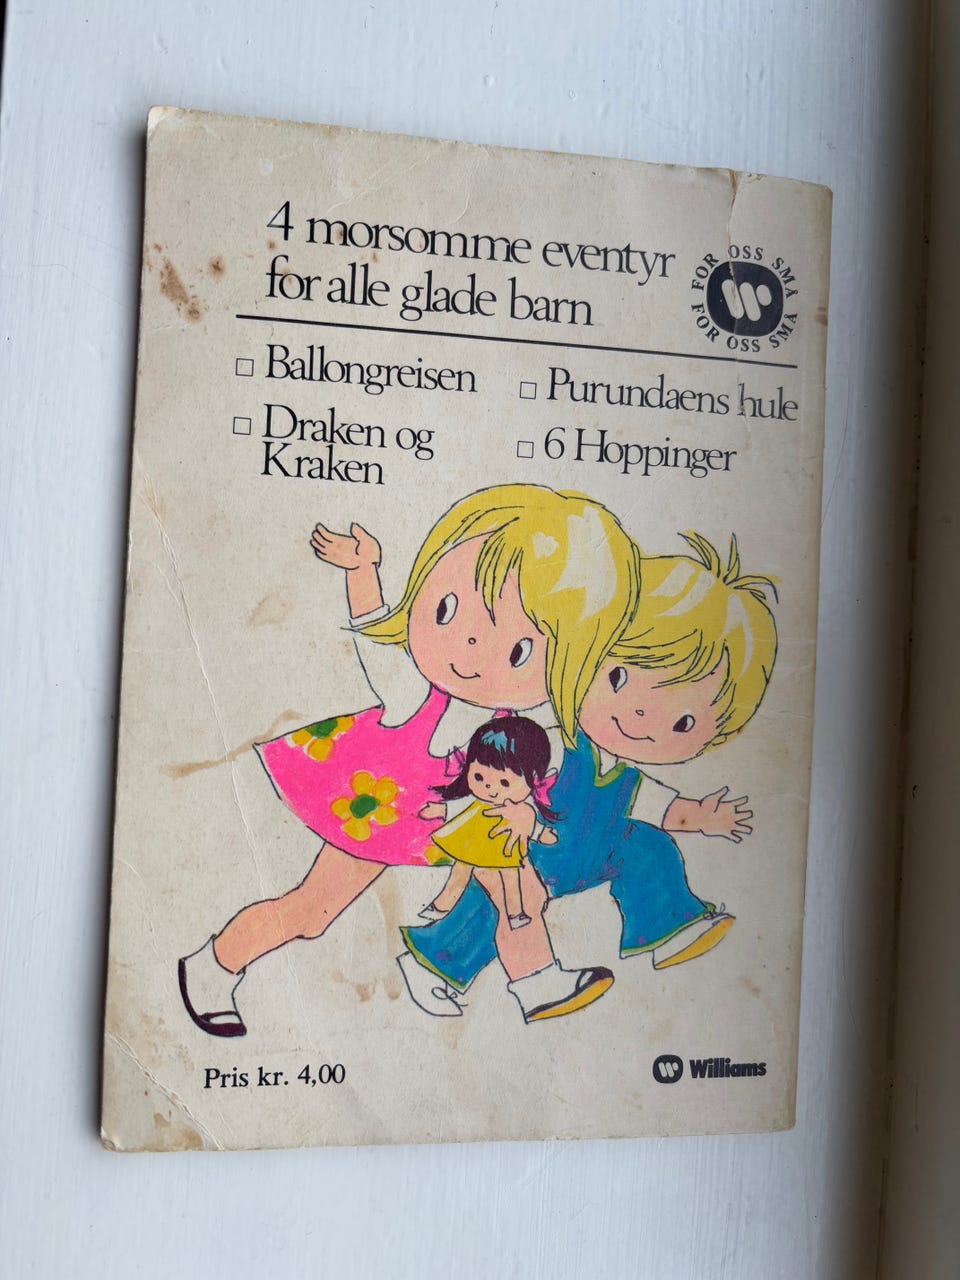 4 morsomme eventyr
for alle glade barn
FOR OSS SMÅ
FOR OSS SMÅ
□ Ballongreisen
□ Purundaens hule
□ Draken og
Kraken
□ 6 Hoppinger
Pris kr. 4,00
Williams